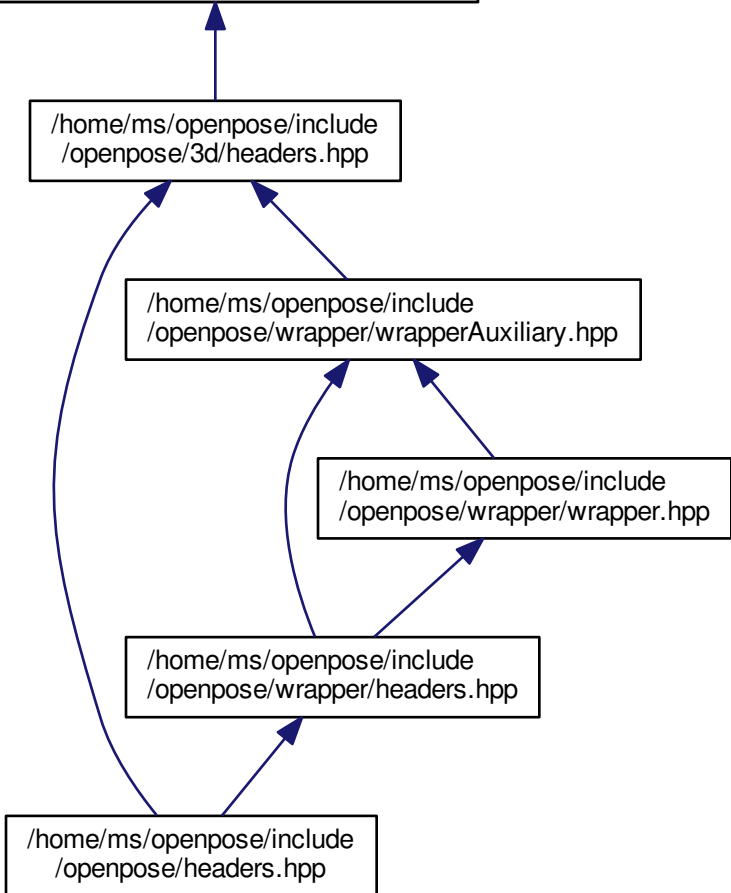 /home/ms/openpose/include
/openpose/3d/headers.hpp
/home/ms/openpose/include
/openpose/wrapper/wrapperAuxiliary.hpp
/home/ms/openpose/include
/openpose/wrapper/wrapper.hpp
/home/ms/openpose/include
/openpose/wrapper/headers.hpp
/home/ms/openpose/include
/openpose/headers.hpp